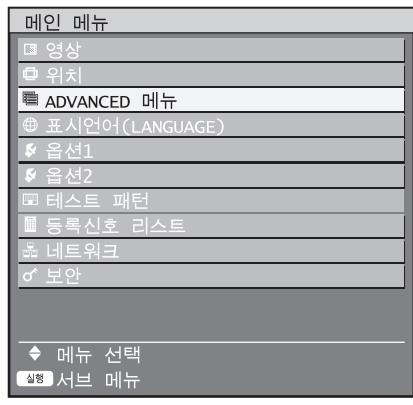 메인 메뉴
영상
위치
ADVANCED 메뉴
표시언어(LANGUAGE)
옵션1
옵션2
테스트 패턴
등록신호 리스트
네트워크
보안
메뉴 선택
실행 서브 메뉴